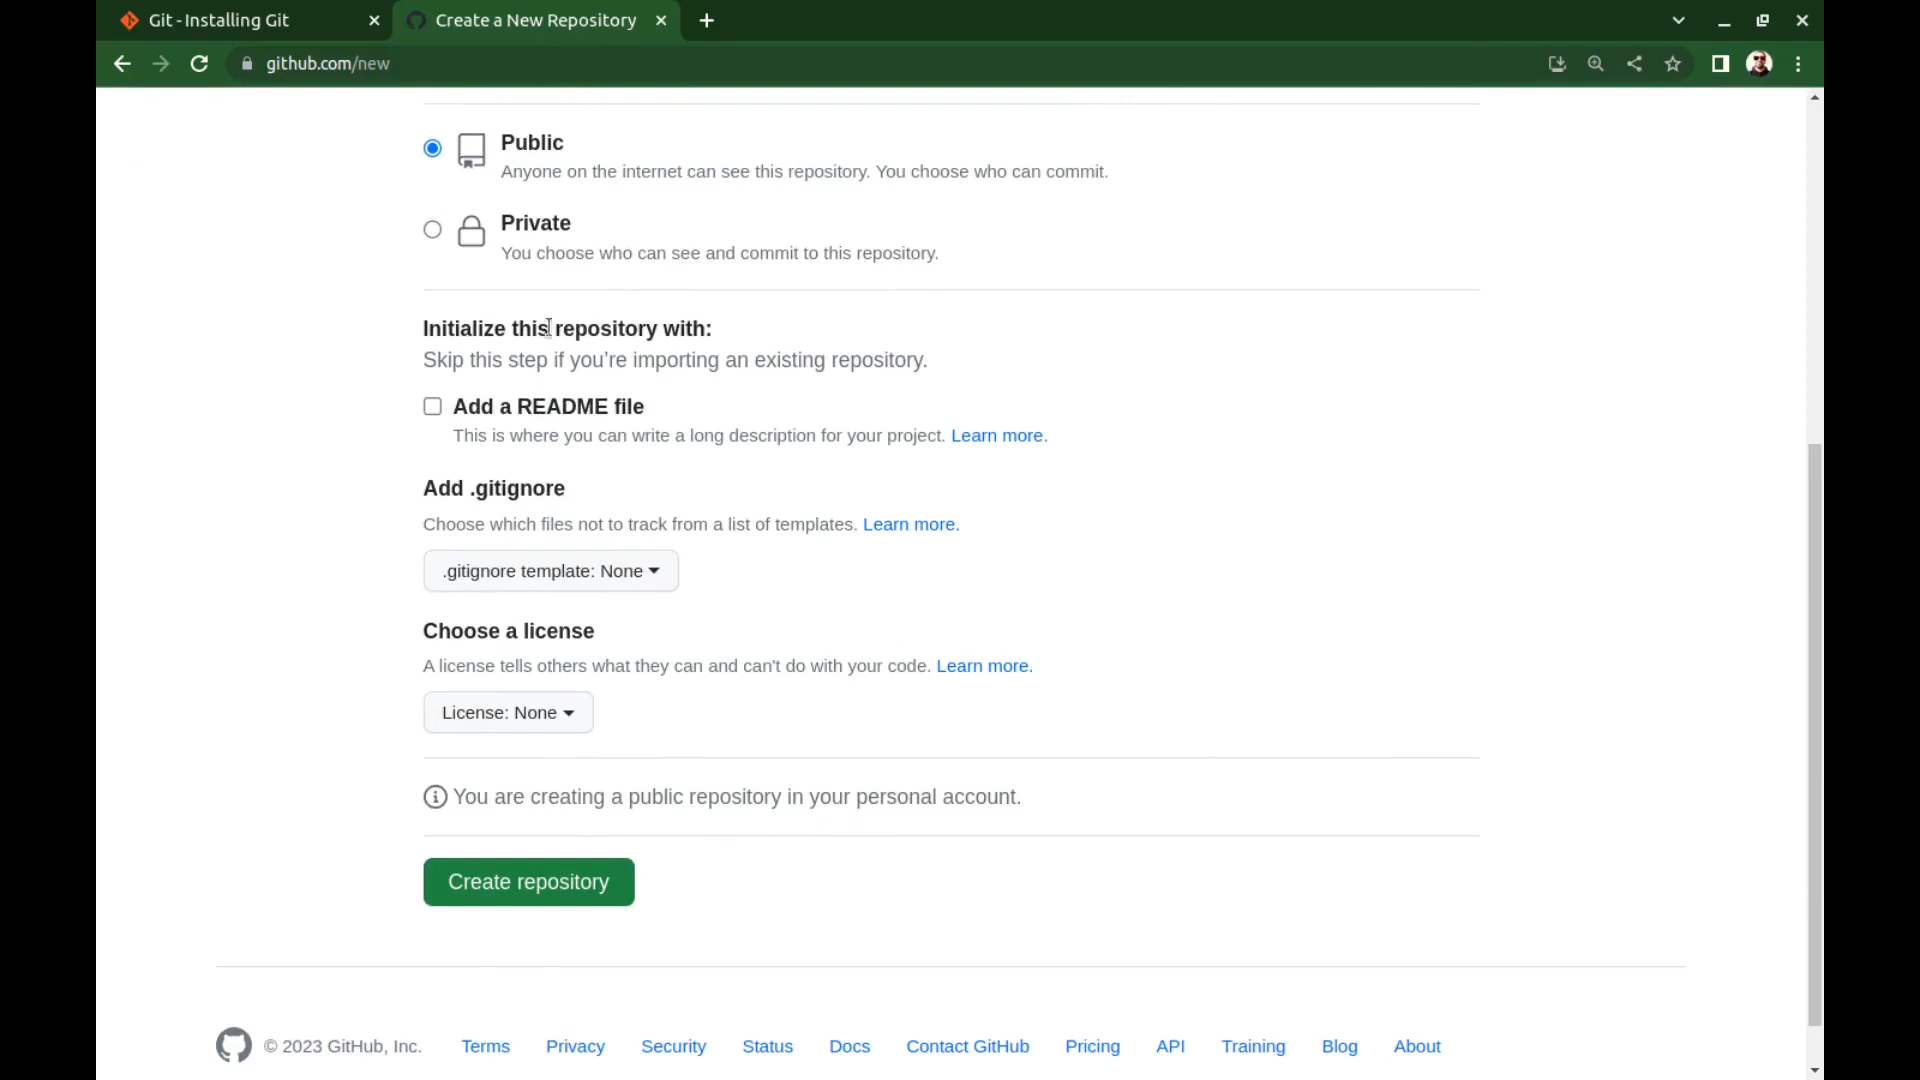 Git - Installing Git
Create a New Repository
github.com/new
Public
Anyone on the internet can see this repository. You choose who can commit.
Private
You choose who can see and commit to this repository.
Initialize this repository with:
Skip this step if you’re importing an existing repository.
Add a README file
This is where you can write a long description for your project. Learn more.
Add .gitignore
Choose which files not to track from a list of templates. Learn more.
.gitignore template: None
Choose a license
A license tells others what they can and can't do with your code. Learn more.
License: None
You are creating a public repository in your personal account.
Create repository
© 2023 GitHub, Inc. Terms Privacy Security Status Docs Contact GitHub Pricing API Training Blog About